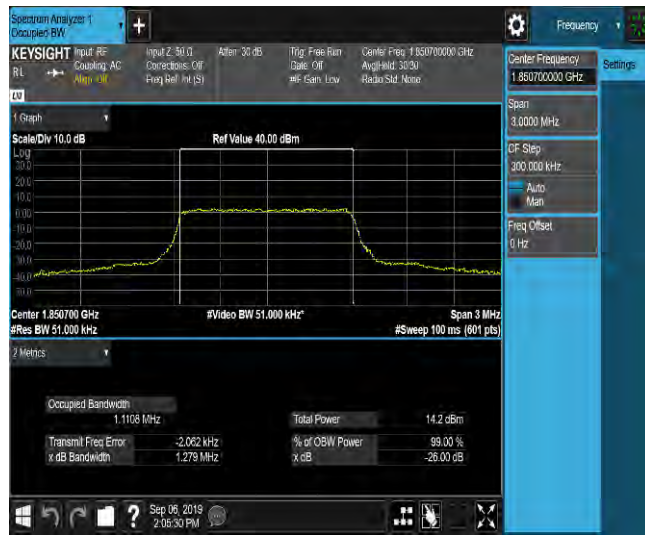 Spectrum Analyzer 1
Occupied BW
+
Frequency
KEYSIGHT
Input: RF
Coupling: AC
Align: Off
Input Z: 50 Ω
Corrections: Off
Freq Ref: Int (S)
Atten: 30 dB
Trig: Free Run
Gate: Off
#IF Gain: Low
Center Freq: 1.850700000 GHz
Avg|Hold: 30/30
Radio Std: None
RL
LXI
Center Frequency
1.850700000 GHz
Settings
Span
3.0000 MHz
CF Step
300.000 kHz
Auto
Man
Freq Offset
0 Hz
1 Graph
Scale/Div 10.0 dB
Ref Value 40.00 dBm
Log
30.0
20.0
10.0
0.00
-10.0
-20.0
-30.0
-40.0
-50.0
Center 1.850700 GHz
#Video BW 51.000 kHz*
Span 3 MHz
#Res BW 51.000 kHz
#Sweep 100 ms (601 pts)
2 Metrics
Occupied Bandwidth
1.1108 MHz
Total Power
14.2 dBm
Transmit Freq Error
-2.062 kHz
% of OBW Power
99.00 %
x dB Bandwidth
1.279 MHz
x dB
-26.00 dB
?
Sep 06, 2019
2:05:30 PM